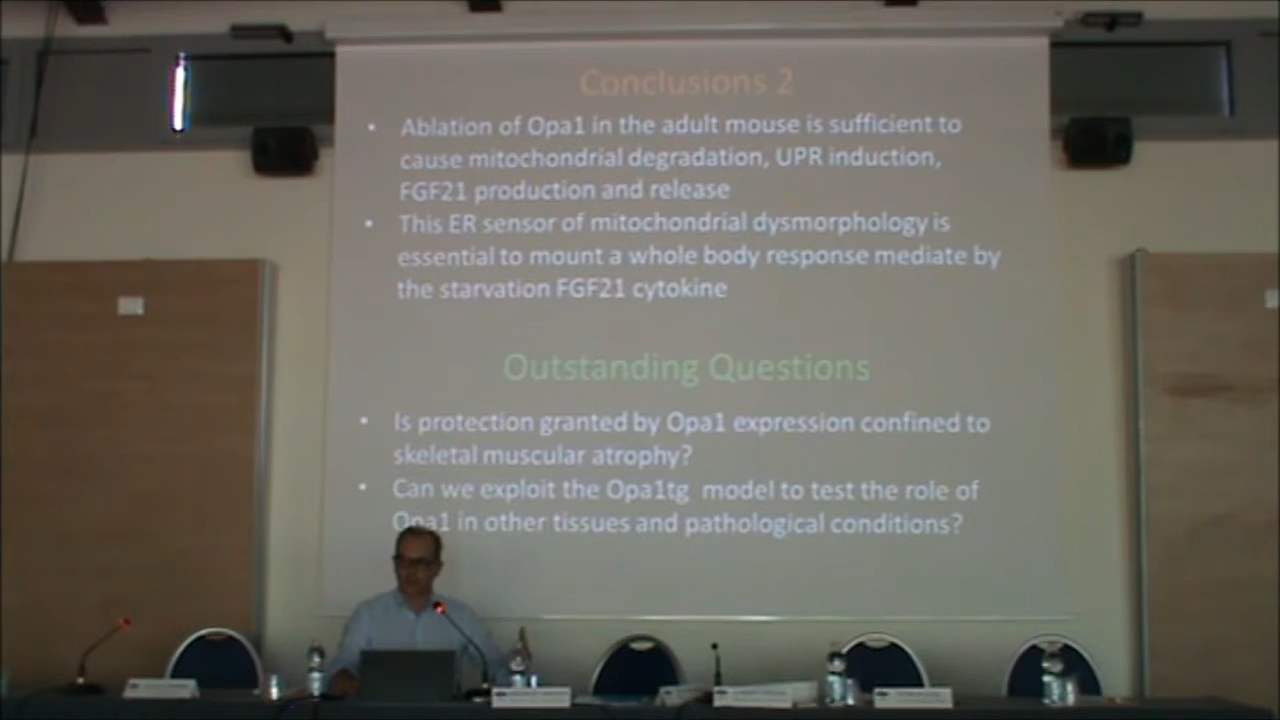 Conclusions 2
• Ablation of Opa1 in the adult mouse is sufficient to
cause mitochondrial degradation, UPR induction,
FGF21 production and release
• This ER sensor of mitochondrial dysmorphology is
essential to mount a whole body response mediate by
the starvation FGF21 cytokine
Outstanding Questions
• Is protection granted by Opa1 expression confined to
skeletal muscular atrophy?
• Can we exploit the Opa1tg model to test the role of
Opa1 in other tissues and pathological conditions?